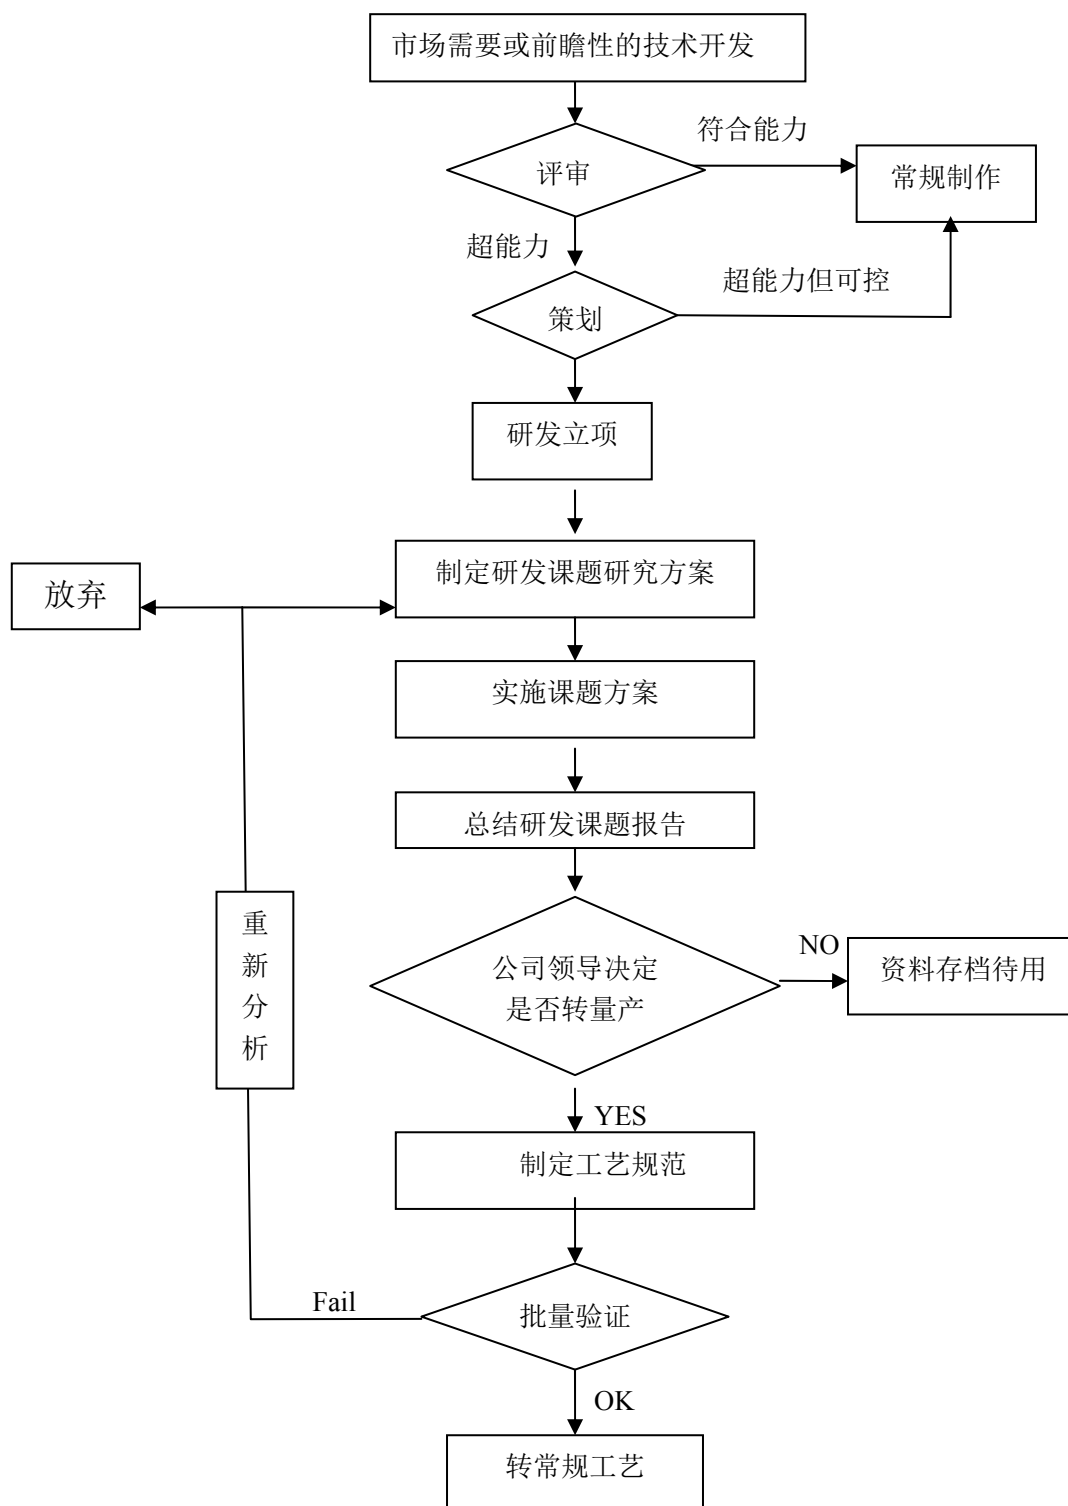 市场需要或前瞻性的技术开发
符合能力
评审
常规制作
超能力
超能力但可控
策划
研发立项
制定研发课题研究方案
放弃
实施课题方案
总结研发课题报告
重
新
分
析
公司领导决定
是否转量产
NO
资料存档待用
YES
制定工艺规范
Fail
批量验证
OK
转常规工艺